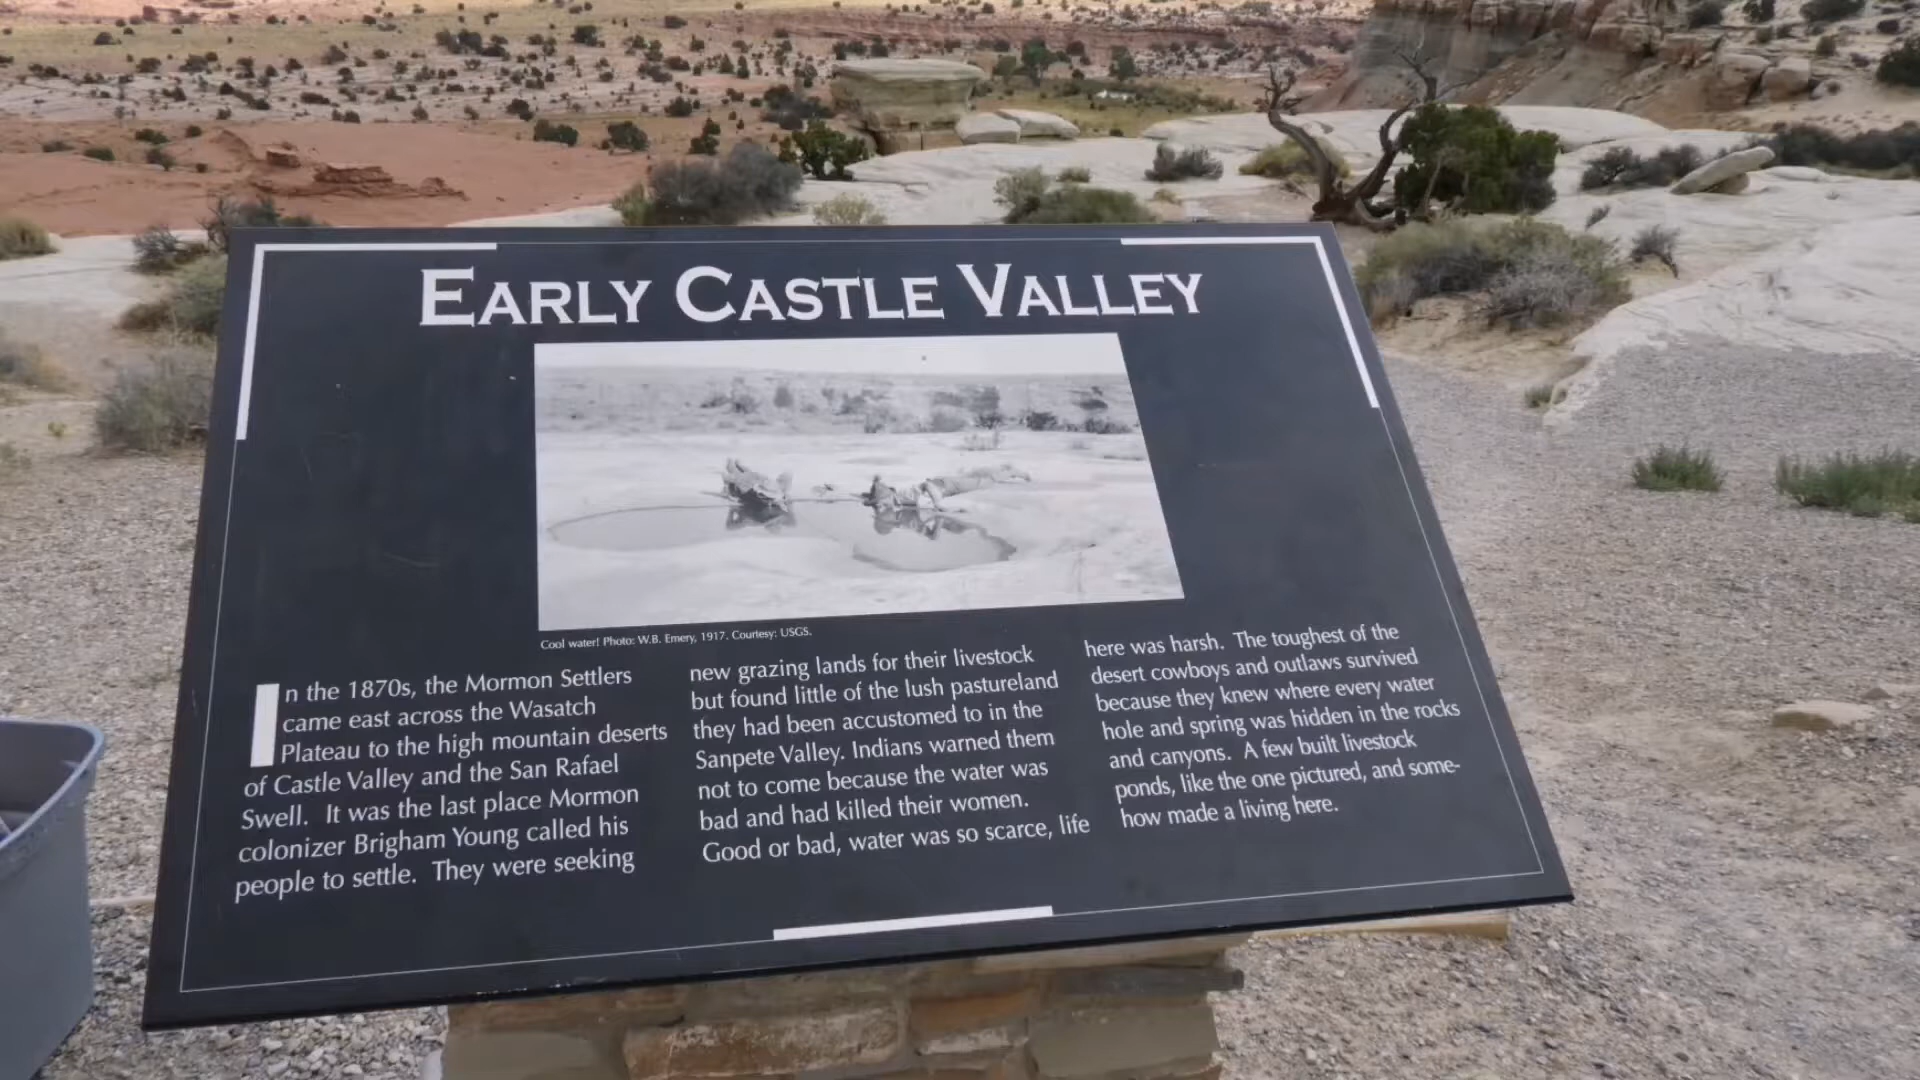 EARLY CASTLE VALLEY
Cool water! Photo: W.B. Emery, 1917. Courtesy: USGS.
In the 1870s, the Mormon Settlers
came east across the Wasatch
Plateau to the high mountain deserts
of Castle Valley and the San Rafael
Swell. It was the last place Mormon
colonizer Brigham Young called his
people to settle. They were seeking
new grazing lands for their livestock
but found little of the lush pastureland
they had been accustomed to in the
Sanpete Valley. Indians warned them
not to come because the water was
bad and had killed their women.
Good or bad, water was so scarce, life
here was harsh. The toughest of the
desert cowboys and outlaws survived
because they knew where every water
hole and spring was hidden in the rocks
and canyons. A few built livestock
ponds, like the one pictured, and some-
how made a living here.